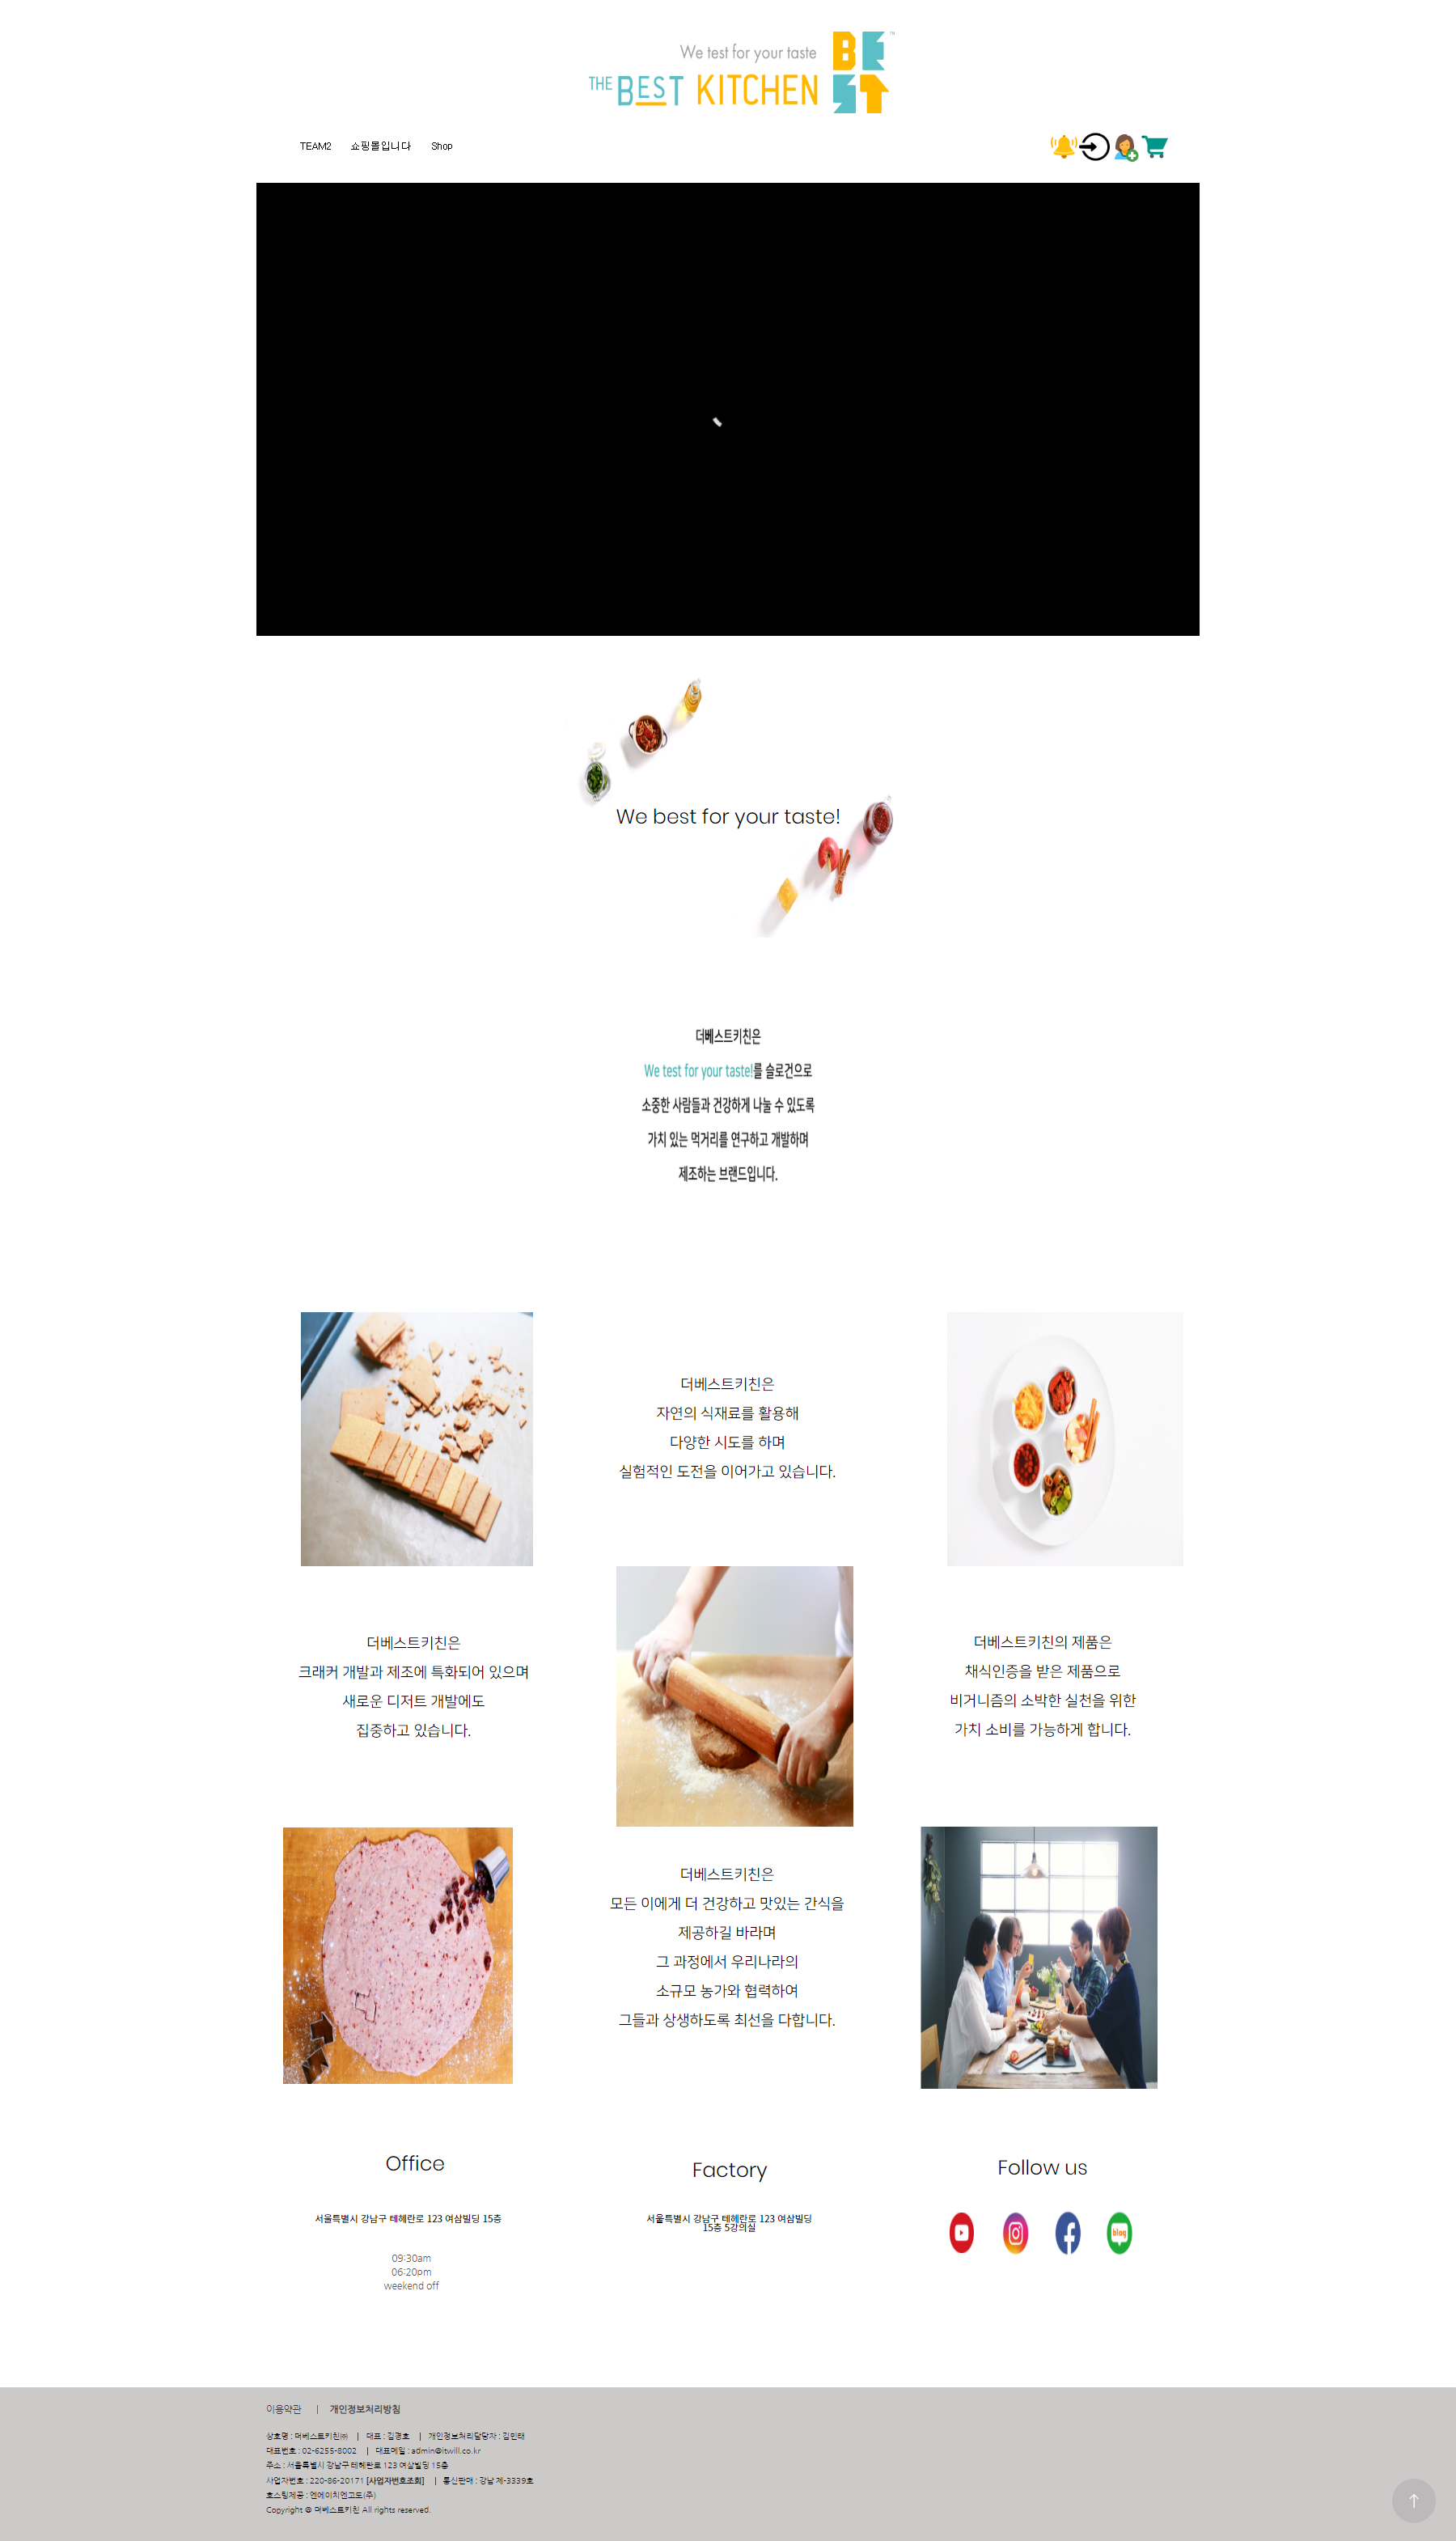 We test for your taste
THE BEST KITCHEN
BEST
TM
TEAM2
쇼핑몰입니다
Shop
We best for your taste!
더베스트키친은
We test for your taste!를 슬로건으로
소중한 사람들과 건강하게 나눌 수 있도록
가치 있는 먹거리를 연구하고 개발하며
제조하는 브랜드입니다.
더베스트키친은
자연의 식재료를 활용해
다양한 시도를 하며
실험적인 도전을 이어가고 있습니다.
더베스트키친은
크래커 개발과 제조에 특화되어 있으며
새로운 디저트 개발에도
집중하고 있습니다.
더베스트키친의 제품은
채식인증을 받은 제품으로
비거니즘의 소박한 실천을 위한
가치 소비를 가능하게 합니다.
더베스트키친은
모든 이에게 더 건강하고 맛있는 간식을
제공하길 바라며
그 과정에서 우리나라의
소규모 농가와 협력하여
그들과 상생하도록 최선을 다합니다.
Office
서울특별시 강남구 테헤란로 123 여삼빌딩 15층
09:30am
06:20pm
weekend off
Factory
서울특별시 강남구 테헤란로 123 여삼빌딩
15층 5강의실
Follow us
blog
이용약관 | 개인정보처리방침
상호명 : 더베스트키친㈜ | 대표 : 김경호 | 개인정보처리담당자 : 김민태
대표번호 : 02-6255-8002 | 대표메일 : admin@itwill.co.kr
주소 : 서울특별시 강남구 테헤란로 123 여삼빌딩 15층
사업자번호 : 220-86-20171 [사업자번호조회] | 통신판매 : 강남 제-3339호
호스팅제공 : 엔에이치엔고도(주)
Copyright @ 더베스트키친 All rights reserved.